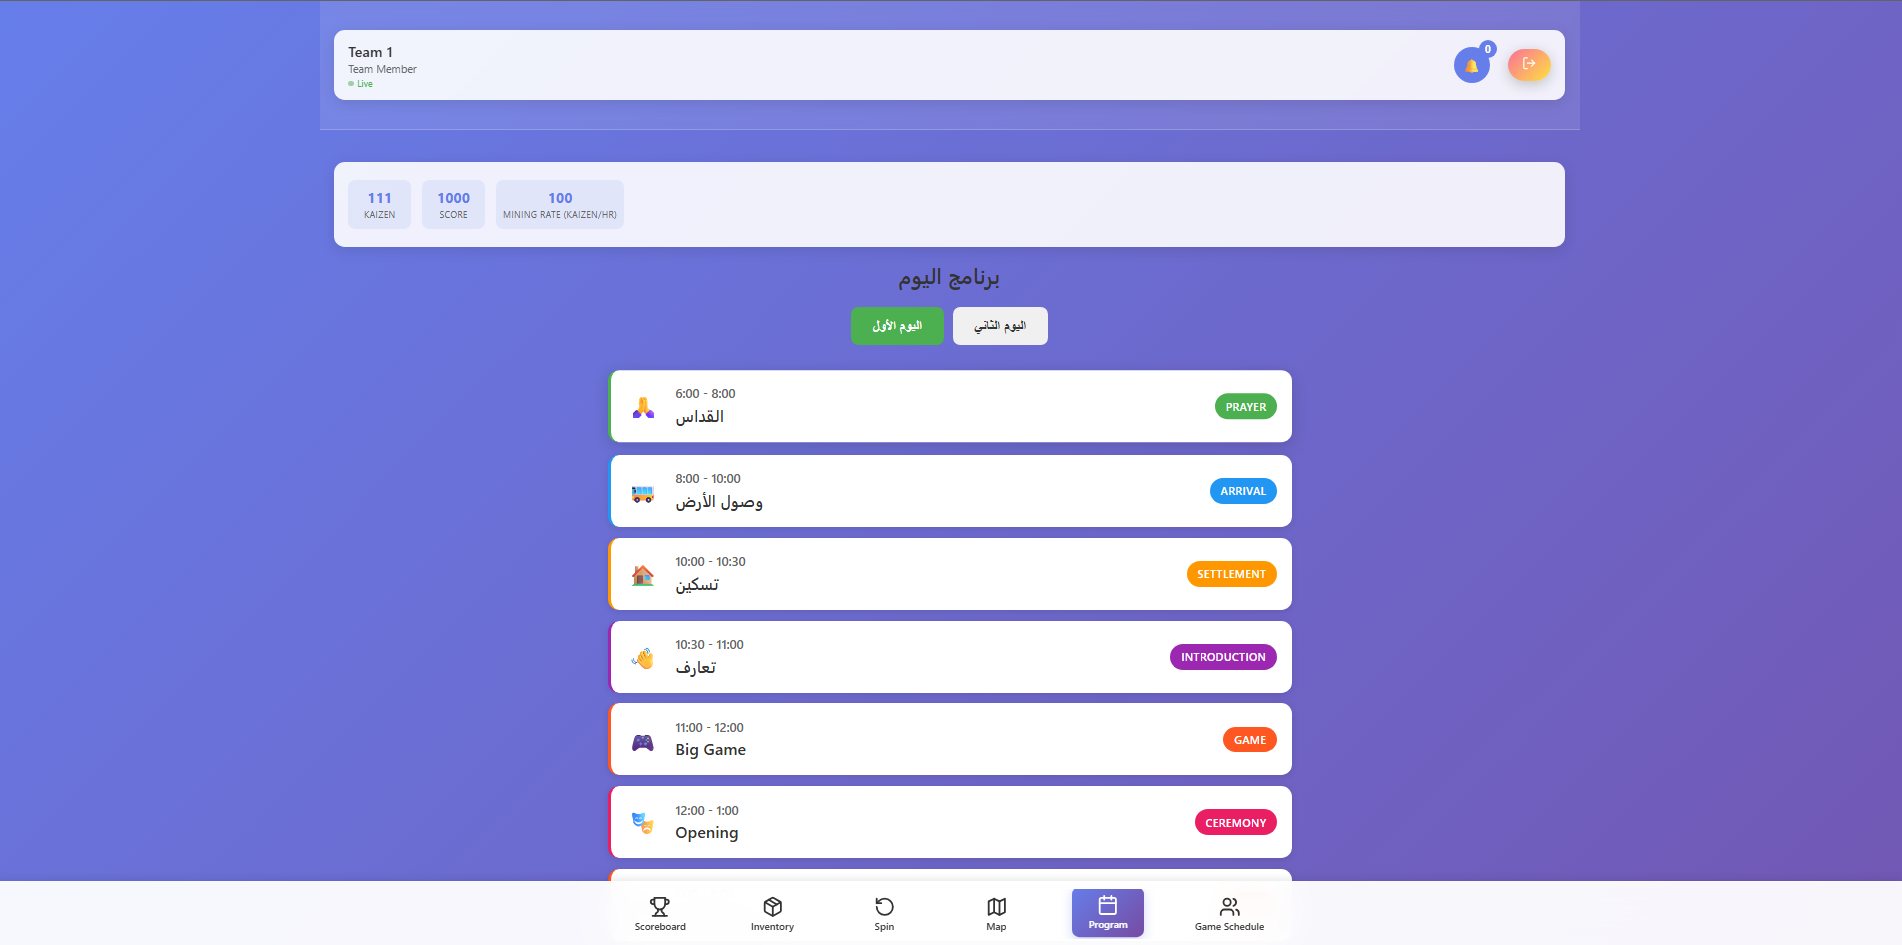 Team 1
Team Member
Live
0
111
KAIZEN
1000
SCORE
100
MINING RATE (KAIZEN/HR)
برنامج اليوم
اليوم الأول
اليوم الثاني
6:00 - 8:00
القداس
PRAYER
8:00 - 10:00
وصول الأرض
ARRIVAL
10:00 - 10:30
تسكين
SETTLEMENT
10:30 - 11:00
تعارف
INTRODUCTION
11:00 - 12:00
Big Game
GAME
12:00 - 1:00
Opening
CEREMONY
Scoreboard
Inventory
Spin
Map
Program
Game Schedule